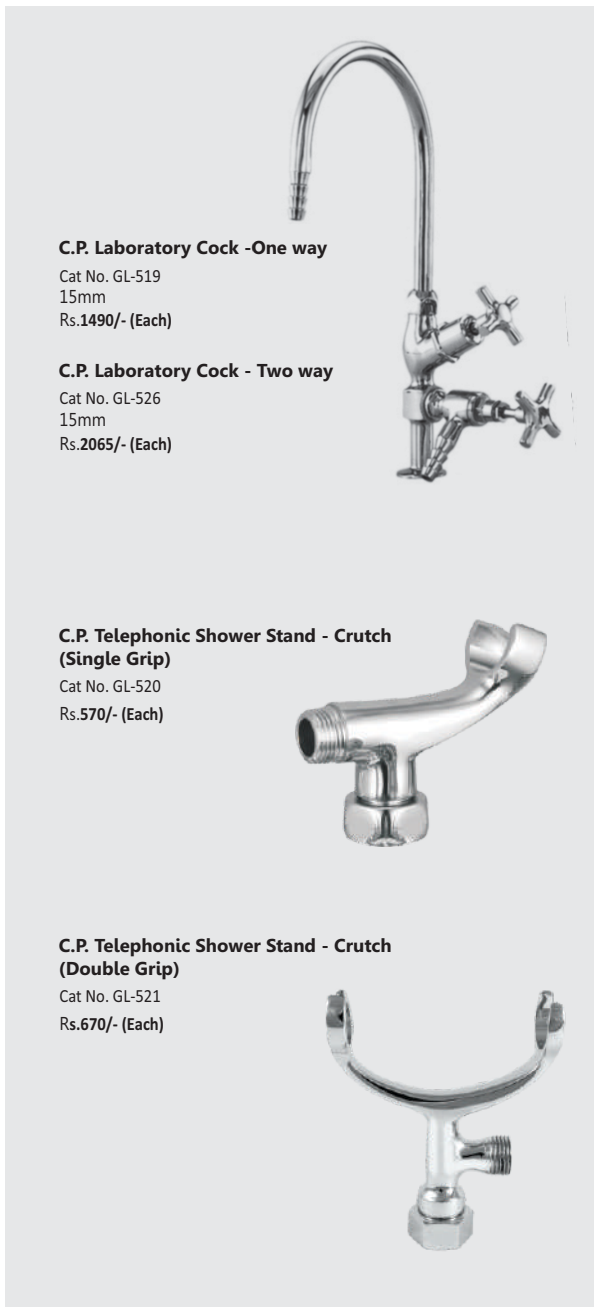 C.P. Laboratory Cock -One way
Cat No. GL-519
15mm
Rs.1490/- (Each)
C.P. Laboratory Cock - Two way
Cat No. GL-526
15mm
Rs.2065/- (Each)
C.P. Telephonic Shower Stand - Crutch
(Single Grip)
Cat No. GL-520
Rs.570/- (Each)
C.P. Telephonic Shower Stand - Crutch
(Double Grip)
Cat No. GL-521
Rs.670/- (Each)